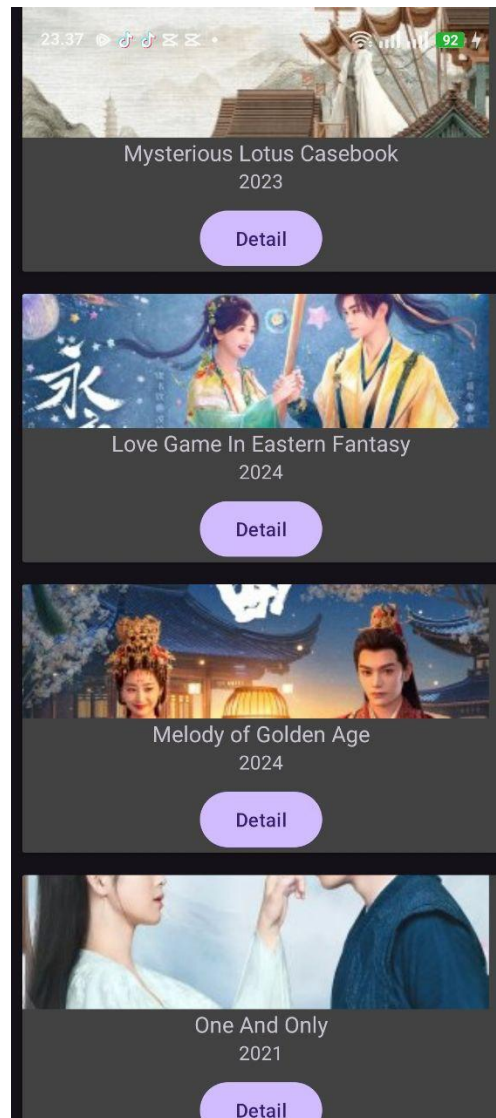 23.37
92
Mysterious Lotus Casebook
2023
Detail
永
Love Game In Eastern Fantasy
2024
Detail
Melody of Golden Age
2024
Detail
One And Only
2021
Detail